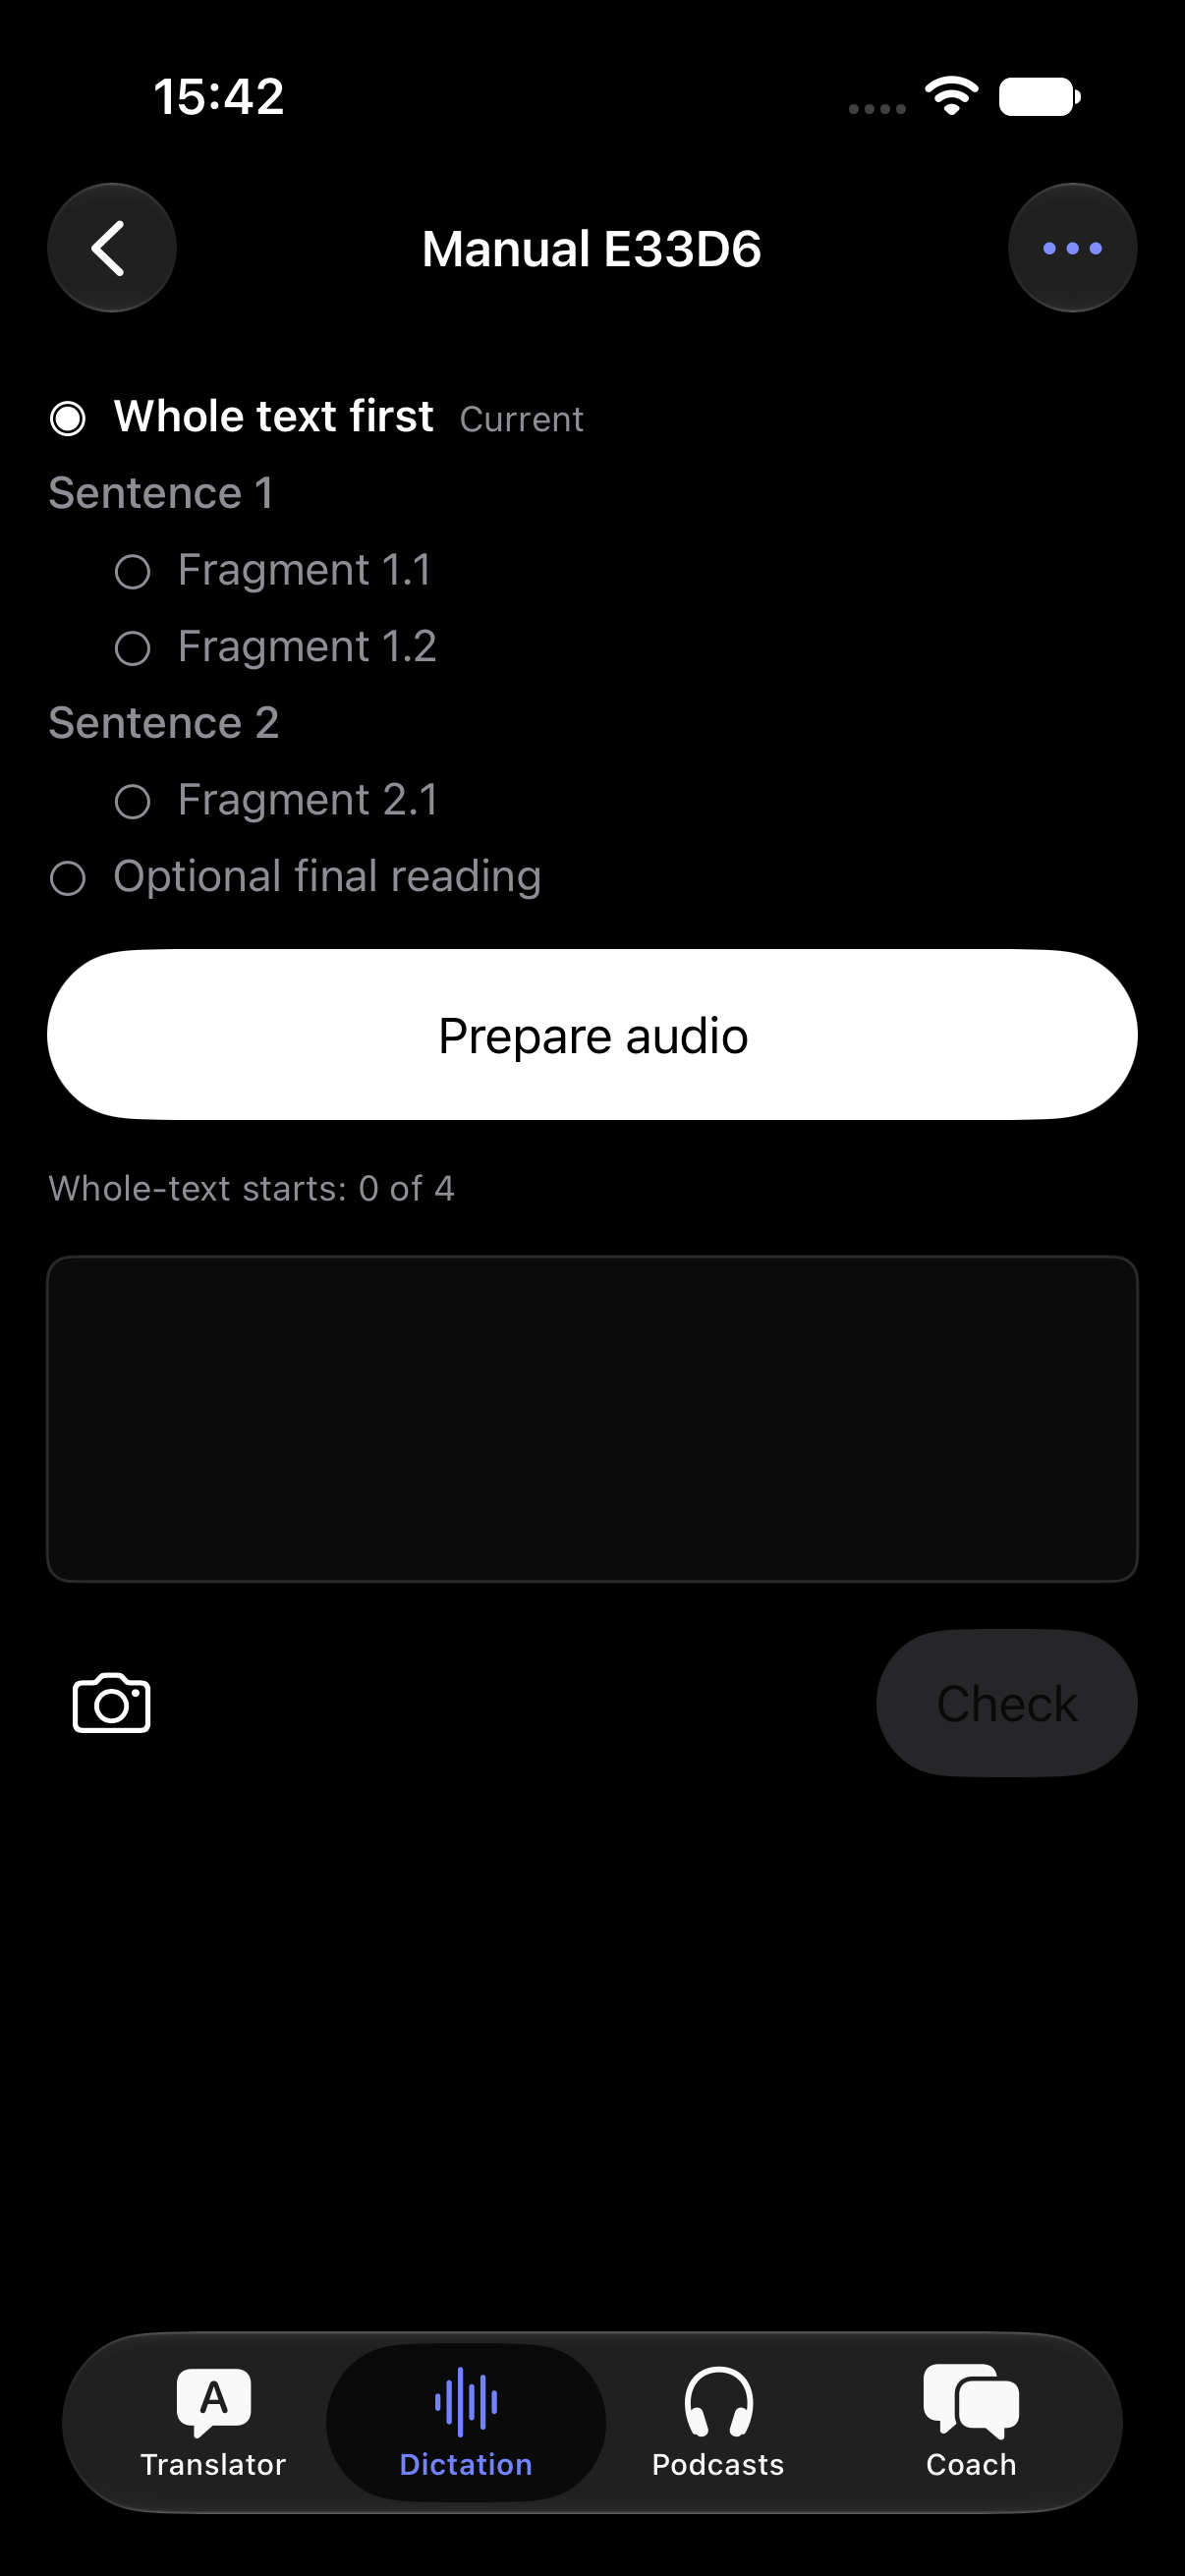 15:42
Manual E33D6
Whole text first Current
Sentence 1
Fragment 1.1
Fragment 1.2
Sentence 2
Fragment 2.1
Optional final reading
Prepare audio
Whole-text starts: 0 of 4
Check
A
Translator Dictation Podcasts Coach